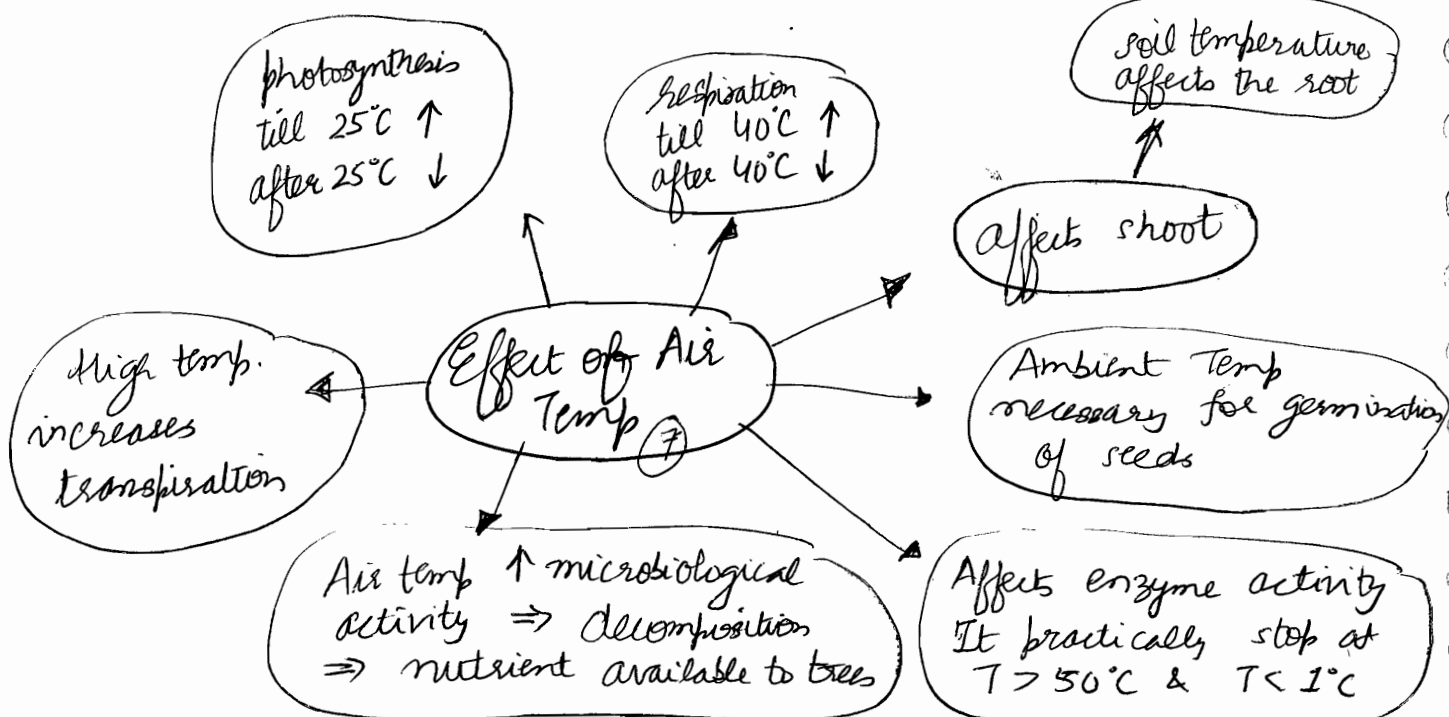 photosynthesis
till 25°C ↑
after 25°C ↓
respiration
till 40°C ↑
after 40°C ↓
soil temperature
affects the root
affects shoot
Effect of Air
Temp 7
High temp.
increases
transpiration
Ambient Temp
necessary for germination
of seeds
Air temp ↑ microbiological
activity ⇒ decomposition
⇒ nutrient available to trees
Affects enzyme activity
It practically stop at
T > 50°C & T < 1°C